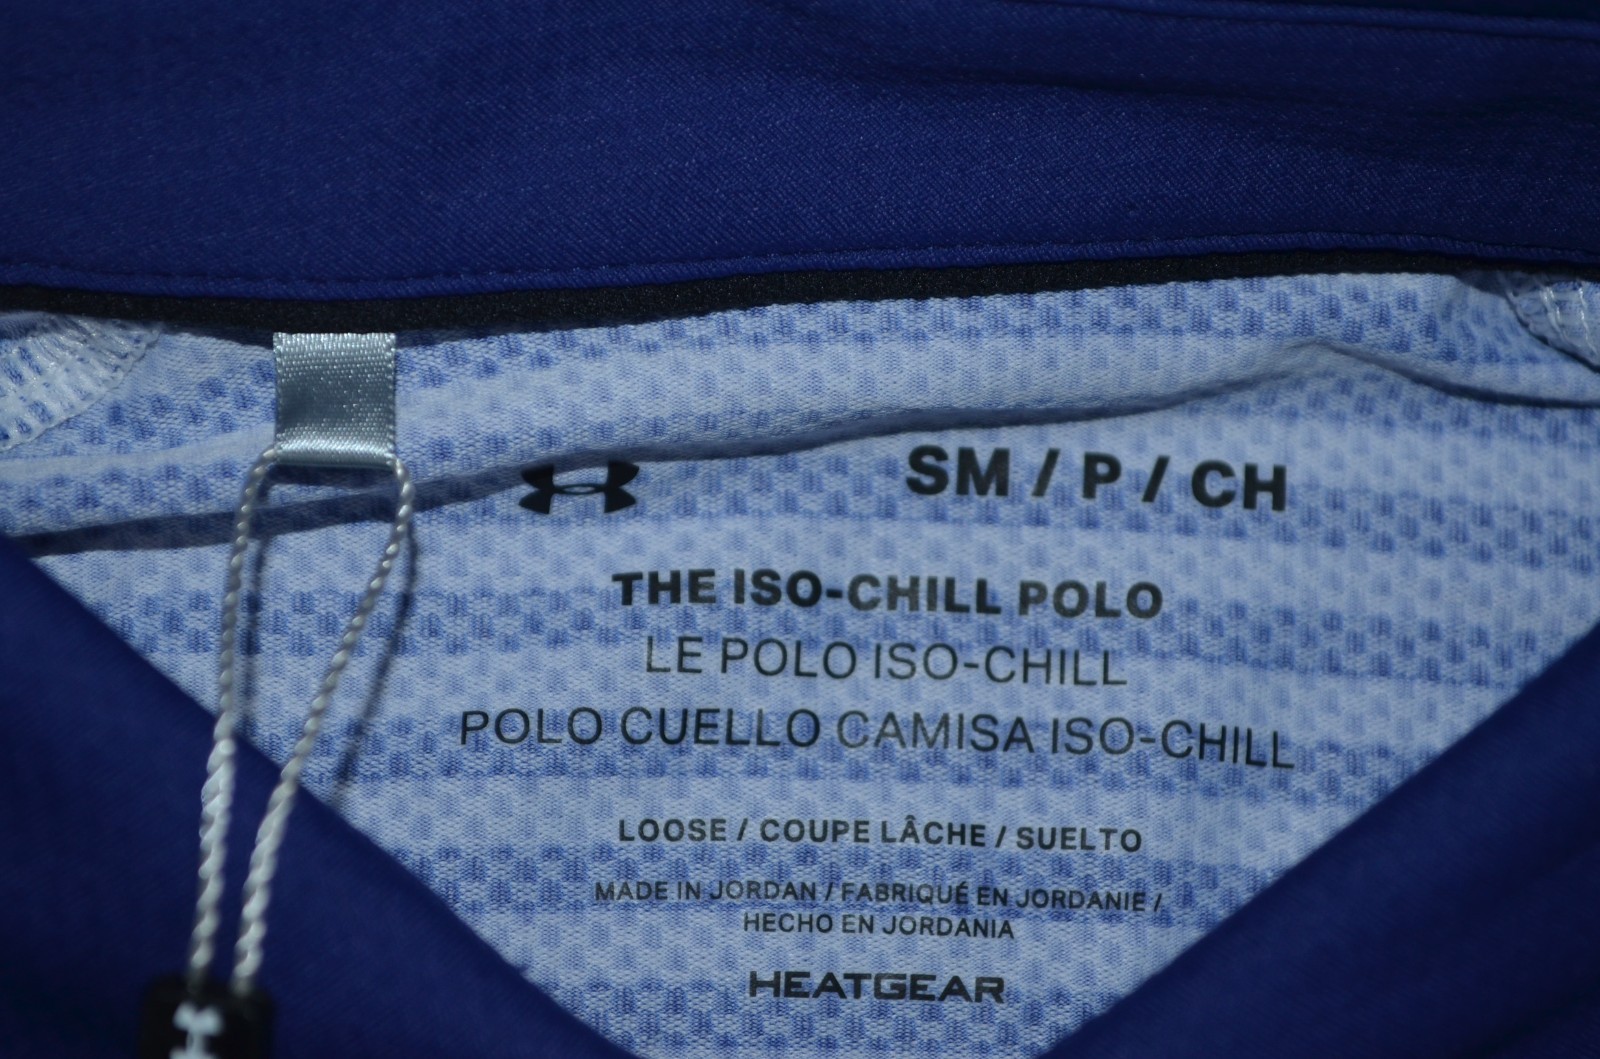 SM / P / CH
THE ISO-CHILL POLO
LE POLO ISO-CHILL
POLO CUELLO CAMISA ISO-CHILL
LOOSE / COUPE LÂCHE / SUELTO
MADE IN JORDAN / FABRIQUÉ EN JORDANIE /
HECHO EN JORDANIA
HEATGEAR